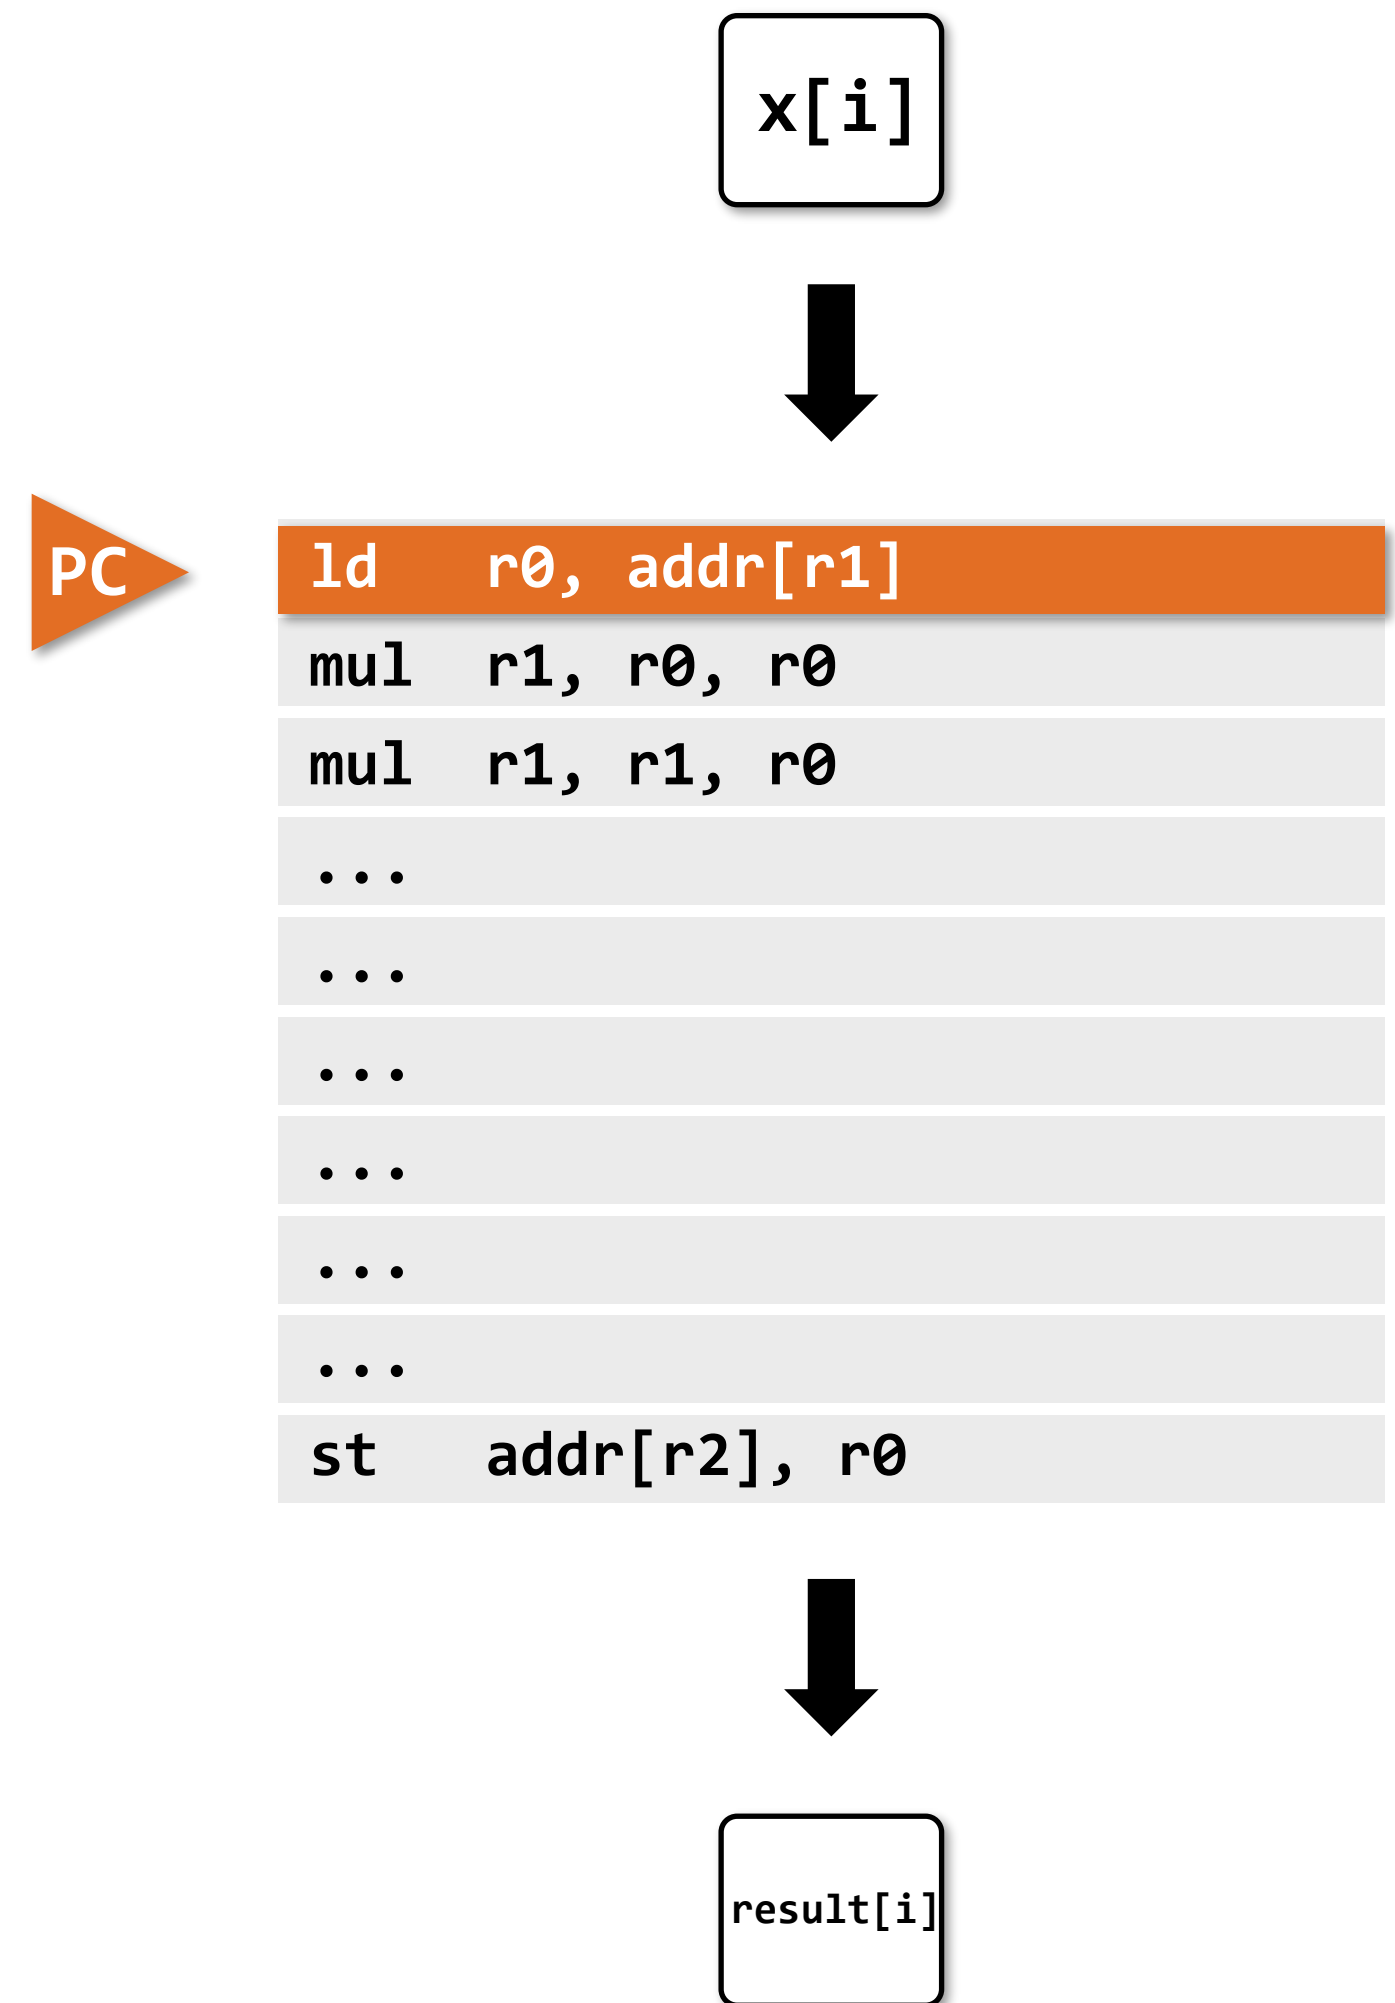 x[i]
PC
ld r0, addr[r1]
mul r1, r0, r0
mul r1, r1, r0
...
...
...
...
...
...
st addr[r2], r0
result[i]